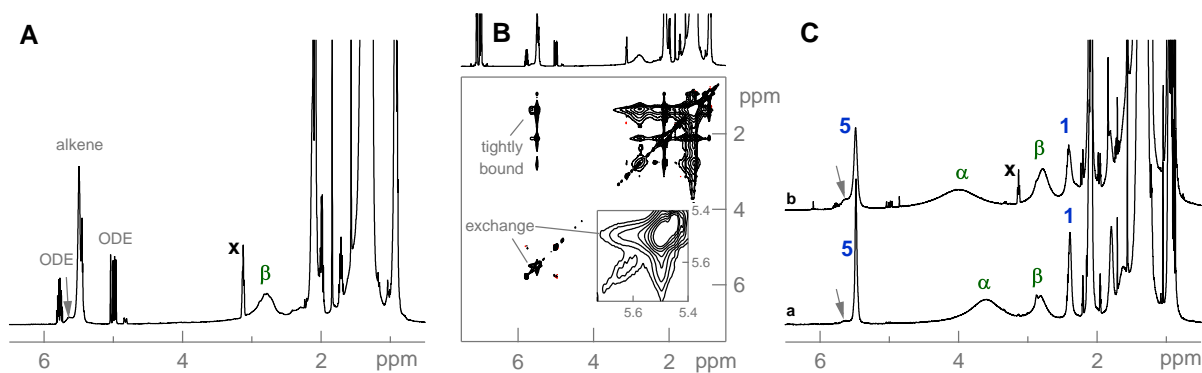 A
alkene
ODE
ODE
x
β
6
4
2
ppm
B
ppm
2
4
6
tightly
bound
exchange
5.4
5.6
5.6
5.4
6
4
2
ppm
C
5
1
β
α
x
b
5
1
α
β
a
6
4
2
ppm